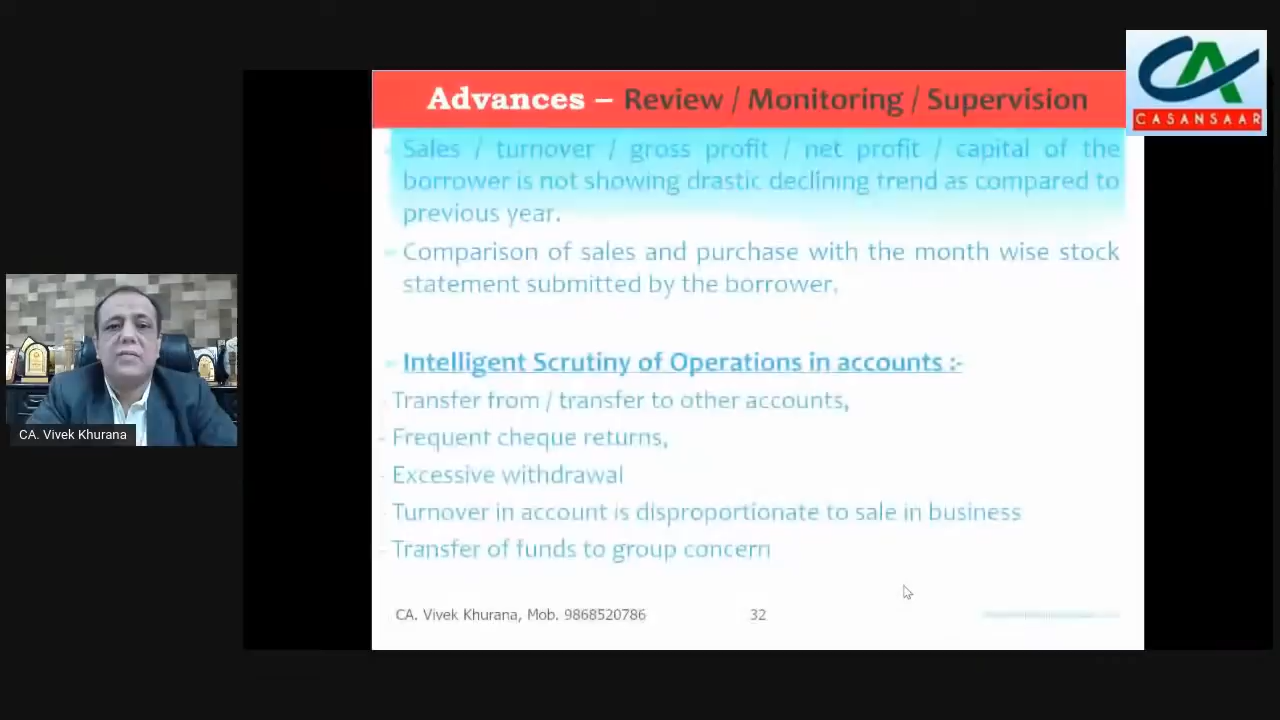 Advances – Review / Monitoring / Supervision
CASANSAAR
Sales / turnover / gross profit / net profit / capital of the
borrower is not showing drastic declining trend as compared to
previous year.
Comparison of sales and purchase with the month wise stock
statement submitted by the borrower.
Intelligent Scrutiny of Operations in accounts :-
Transfer from / transfer to other accounts,
- Frequent cheque returns,
- Excessive withdrawal
- Turnover in account is disproportionate to sale in business
- Transfer of funds to group concern
CA. Vivek Khurana, Mob. 9868520786 32
CA. Vivek Khurana